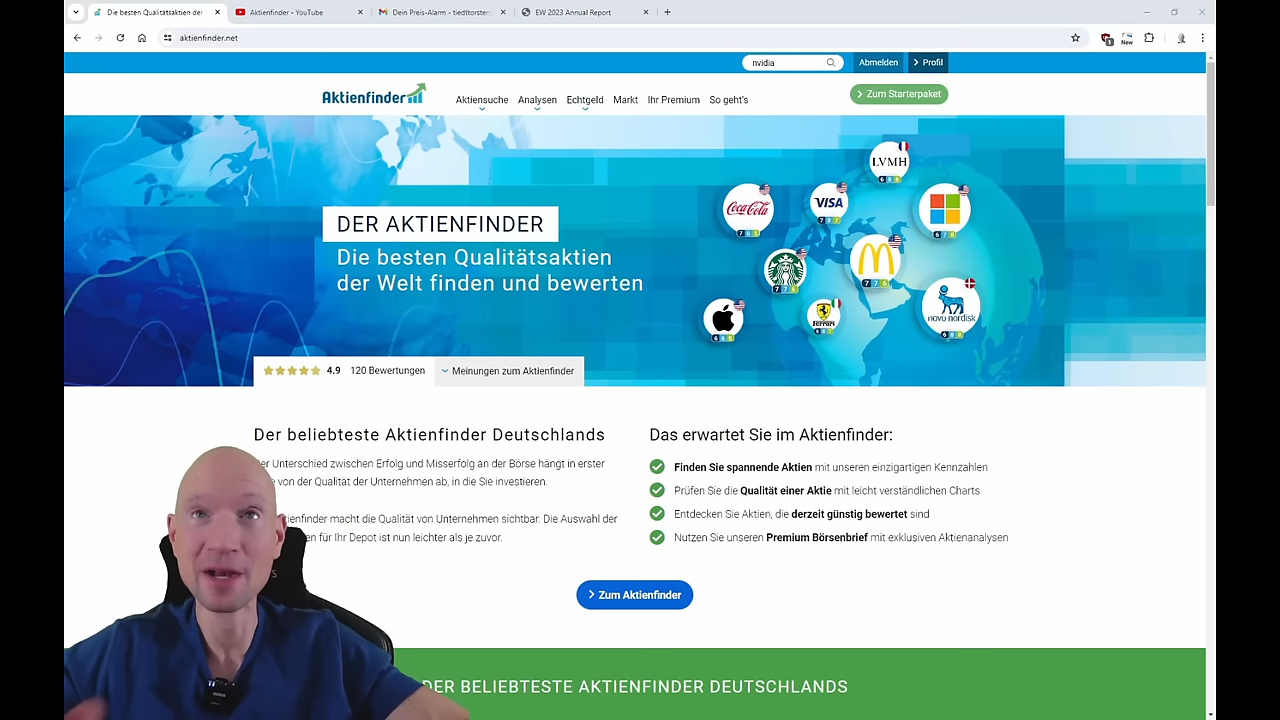 Die besten Qualitätsaktien der
Aktienfinder - YouTube
Dein Preis-Alarm - tiedttorsten
EW 2023 Annual Report
aktienfinder.net
New
nvidia
Abmelden
Profil
Aktienfinder
Aktiensuche
Analysen
Echtgeld
Markt
Ihr Premium
So geht's
Zum Starterpaket
LVMH
Coca-Cola
VISA
novo nordisk
Ferrari
DER AKTIENFINDER
Die besten Qualitätsaktien
der Welt finden und bewerten
4.9 120 Bewertungen
Meinungen zum Aktienfinder
Der beliebteste Aktienfinder Deutschlands
er Unterschied zwischen Erfolg und Misserfolg an der Börse hängt in erster
von der Qualität der Unternehmen ab, in die Sie investieren.
tienfinder macht die Qualität von Unternehmen sichtbar. Die Auswahl der
en für Ihr Depot ist nun leichter als je zuvor.
Das erwartet Sie im Aktienfinder:
Finden Sie spannende Aktien mit unseren einzigartigen Kennzahlen
Prüfen Sie die Qualität einer Aktie mit leicht verständlichen Charts
Entdecken Sie Aktien, die derzeit günstig bewertet sind
Nutzen Sie unseren Premium Börsenbrief mit exklusiven Aktienanalysen
Zum Aktienfinder
DER BELIEBTESTE AKTIENFINDER DEUTSCHLANDS